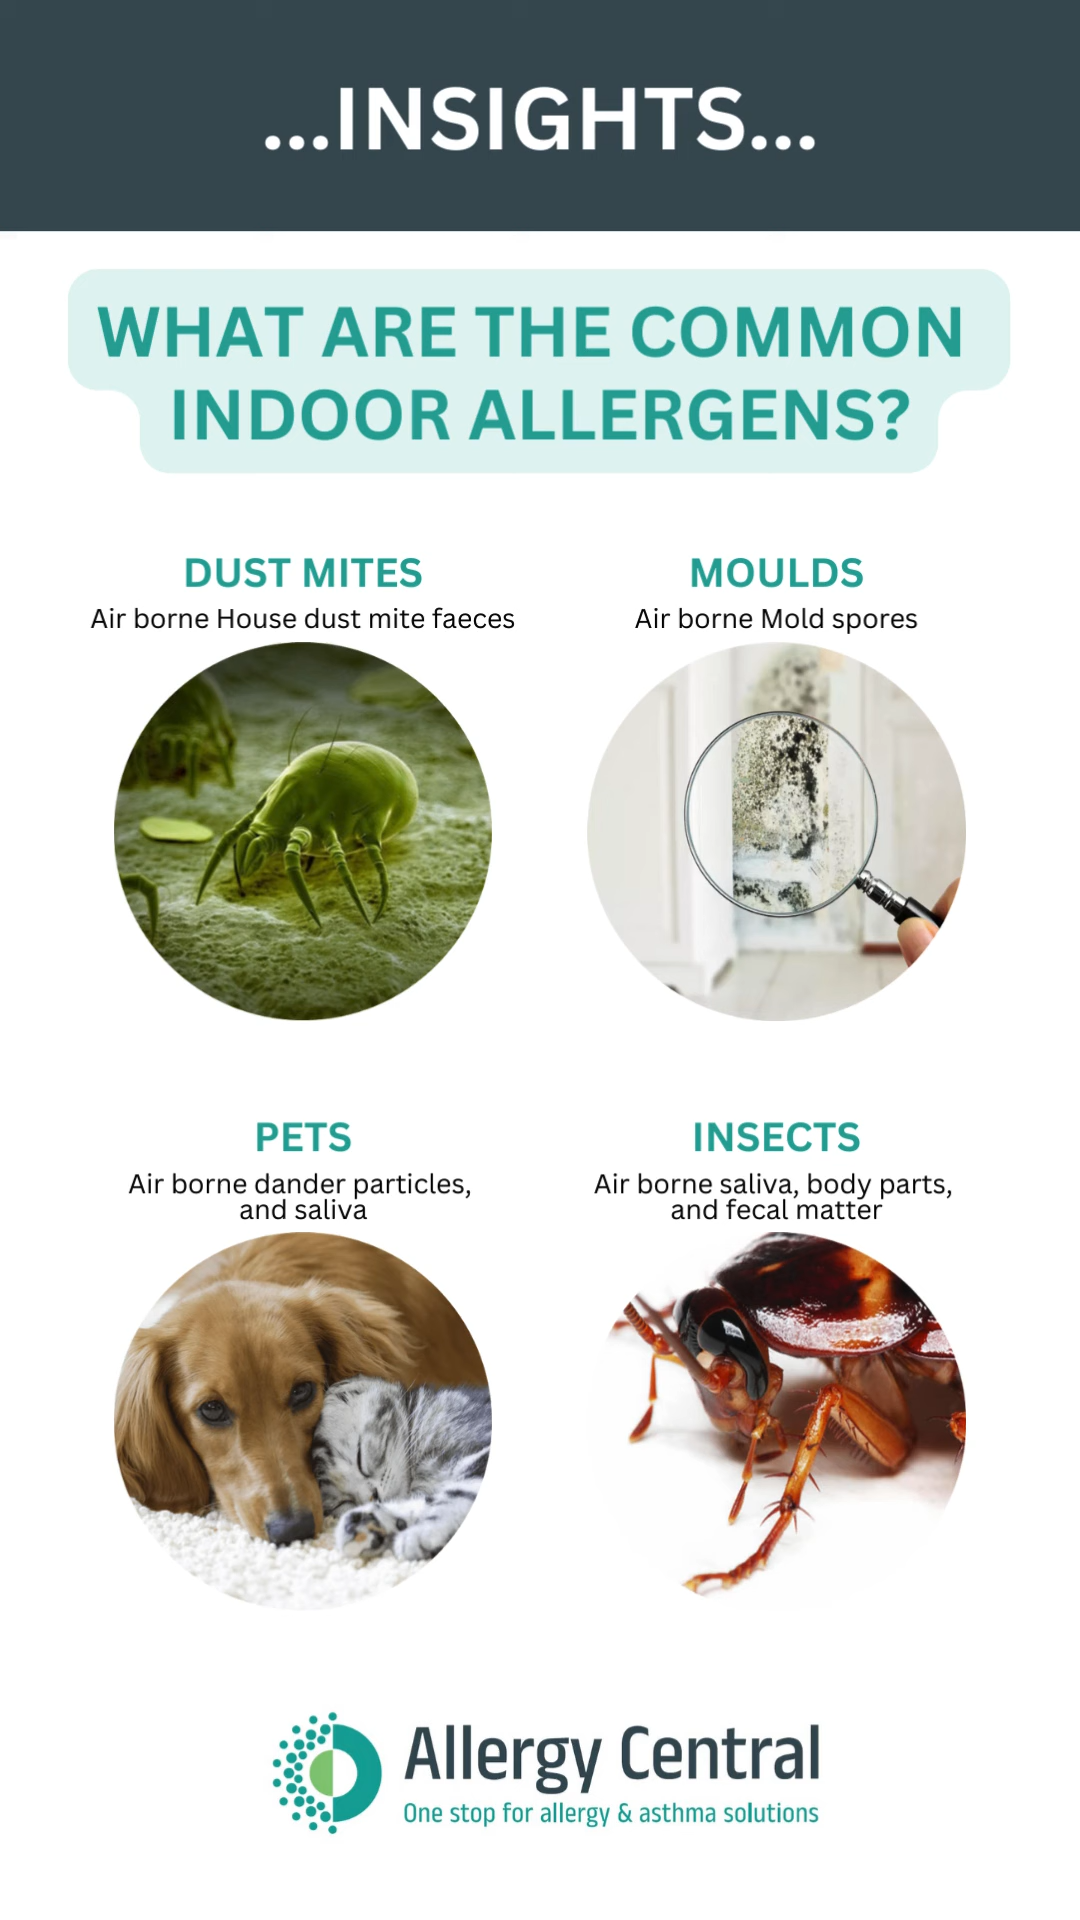 ...INSIGHTS...
WHAT ARE THE COMMON
INDOOR ALLERGENS?
DUST MITES
Air borne House dust mite faeces
MOULDS
Air borne Mold spores
PETS
Air borne dander particles,
and saliva
INSECTS
Air borne saliva, body parts,
and fecal matter
Allergy Central
One stop for allergy & asthma solutions